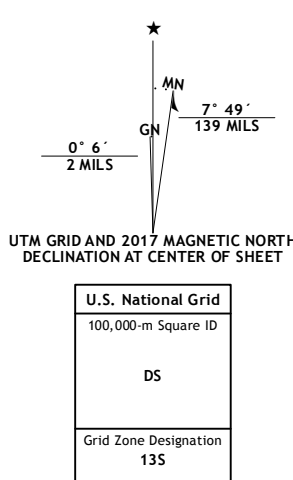 ★
MN
7° 49´
139 MILS
GN
0° 6´
2 MILS
UTM GRID AND 2017 MAGNETIC NORTH
DECLINATION AT CENTER OF SHEET
U.S. National Grid
100,000-m Square ID
DS
Grid Zone Designation
13S